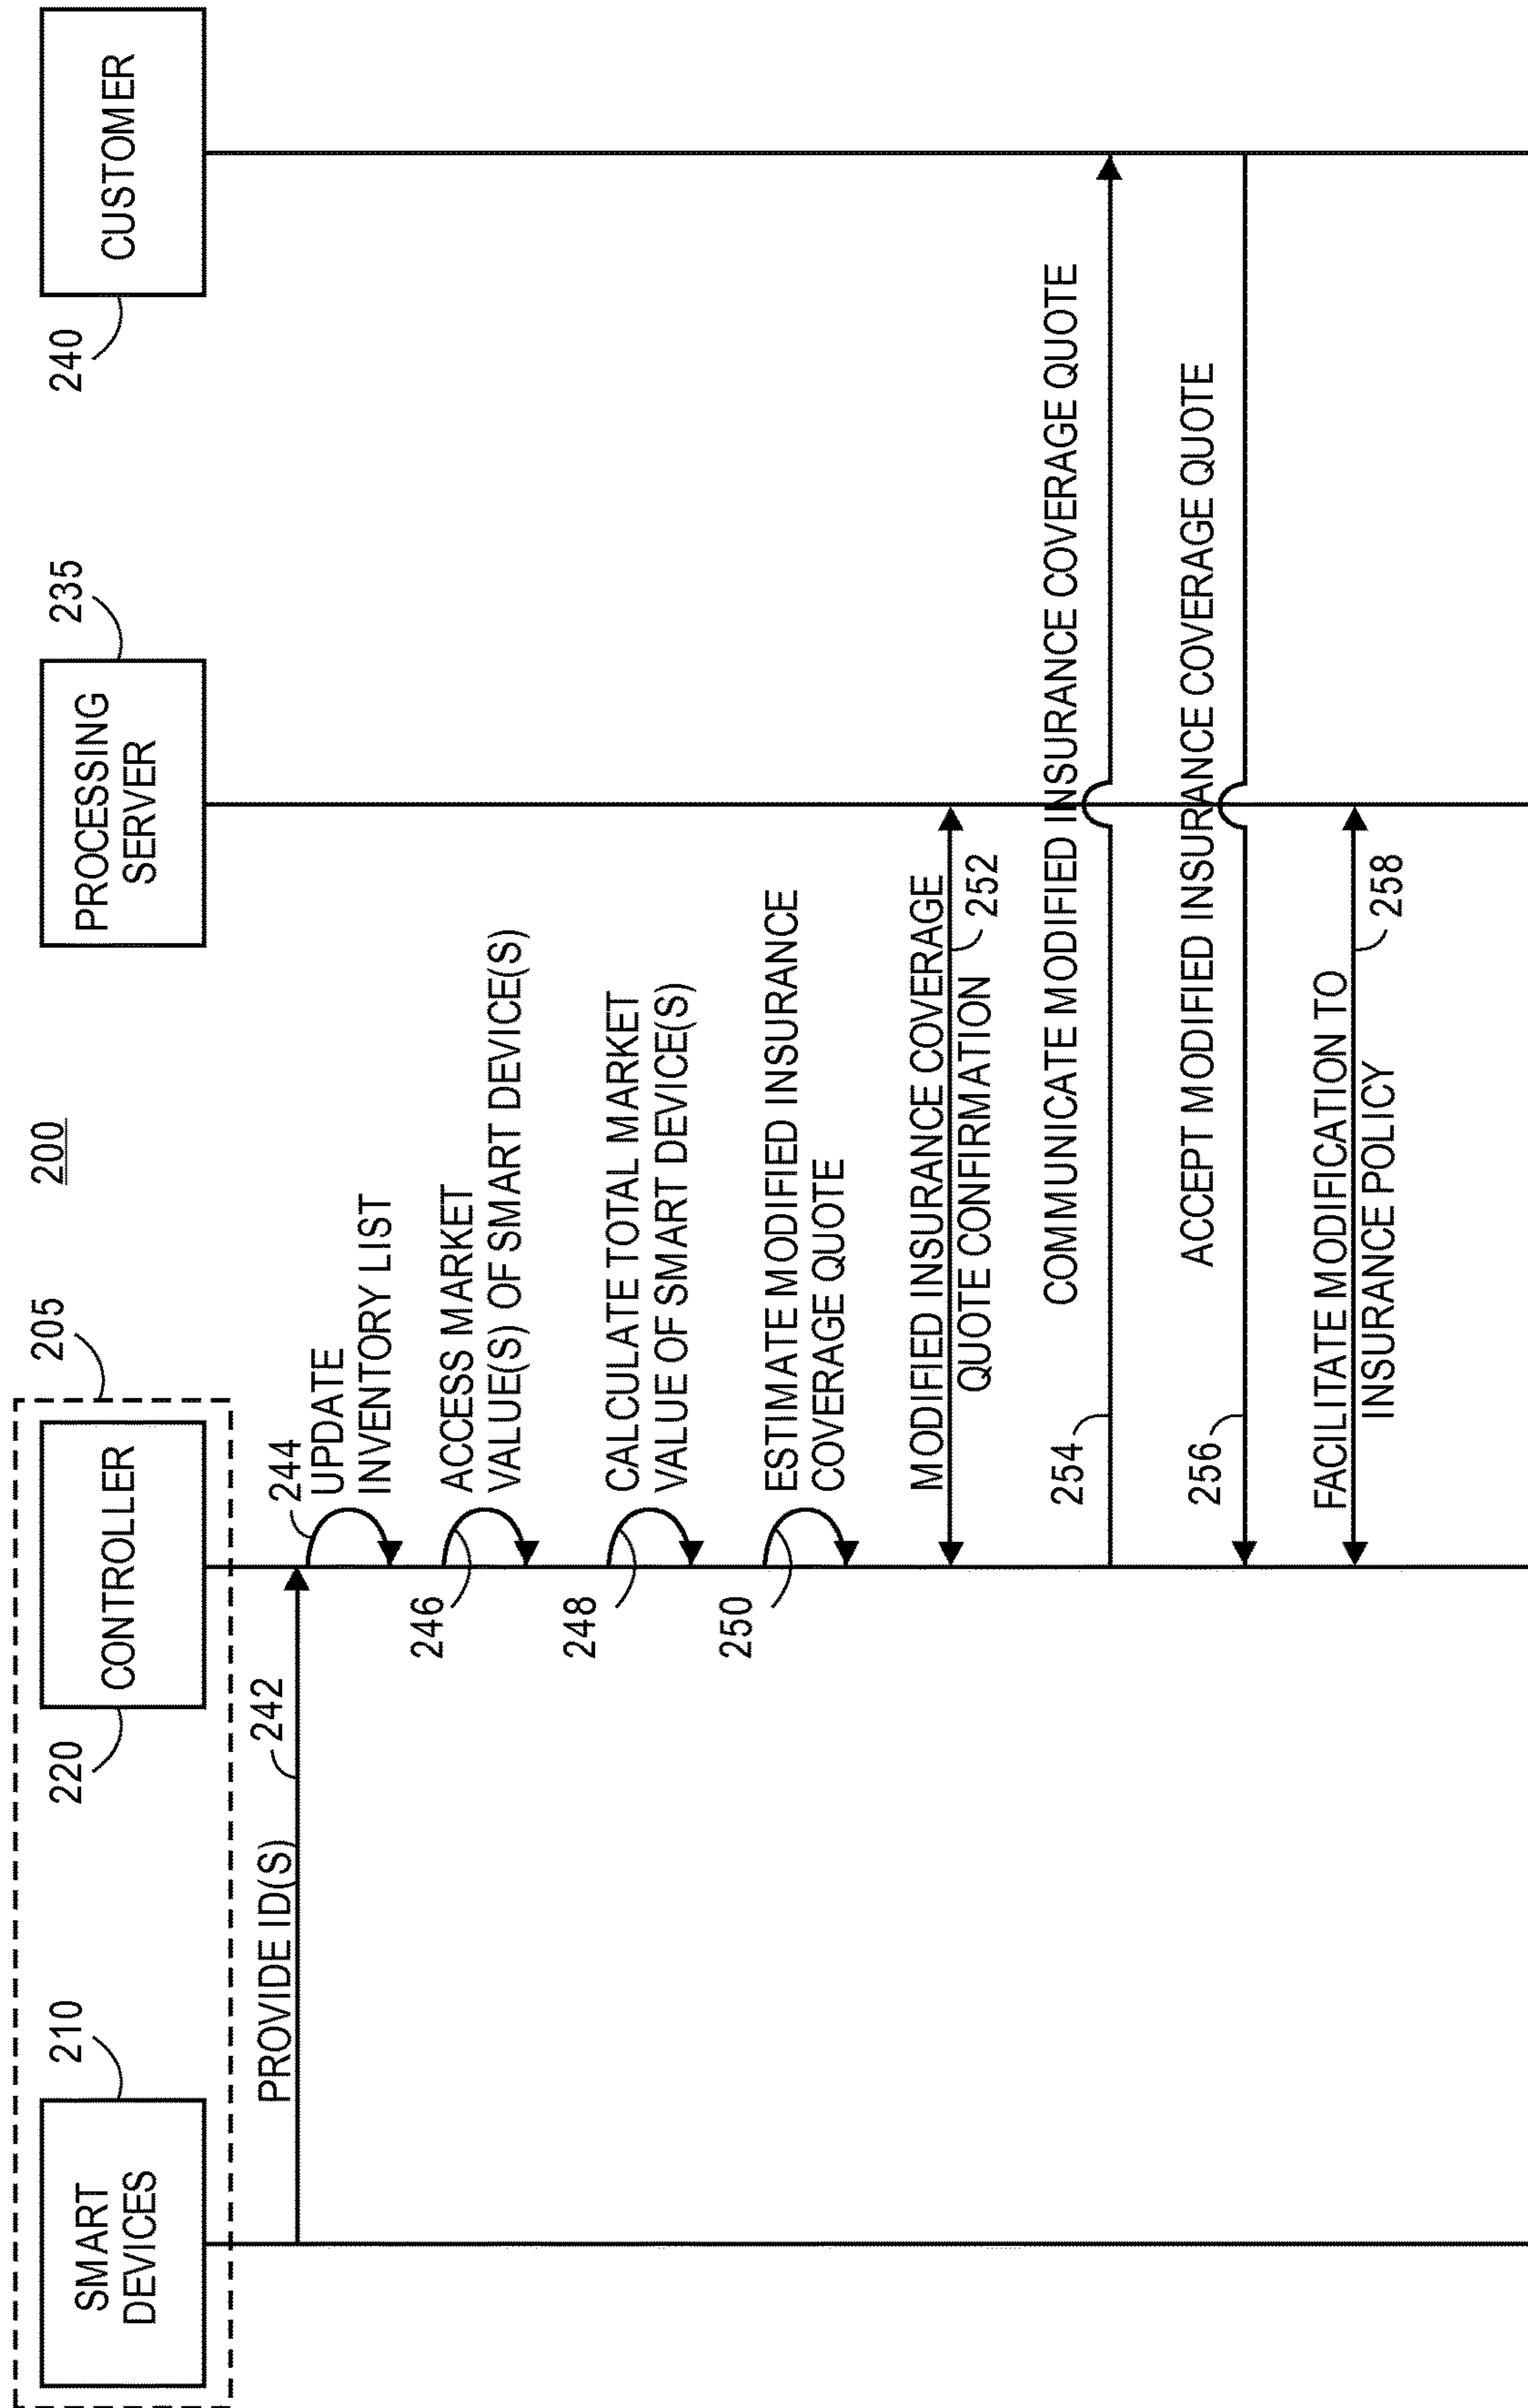 200
205
210
220
235
240
SMART
DEVICES
CONTROLLER
PROCESSING
SERVER
CUSTOMER
PROVIDE ID(S)
242
244
UPDATE
INVENTORY LIST
246
ACCESS MARKET
VALUE(S) OF SMART DEVICE(S)
248
CALCULATE TOTAL MARKET
VALUE OF SMART DEVICE(S)
250
ESTIMATE MODIFIED INSURANCE
COVERAGE QUOTE
MODIFIED INSURANCE COVERAGE
QUOTE CONFIRMATION
252
COMMUNICATE MODIFIED INSURANCE COVERAGE QUOTE
254
ACCEPT MODIFIED INSURANCE COVERAGE QUOTE
256
FACILITATE MODIFICATION TO
INSURANCE POLICY
258